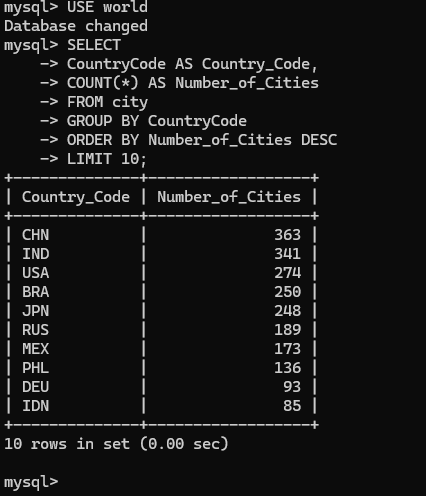 mysql> USE world
Database changed
mysql> SELECT
    -> CountryCode AS Country_Code,
    -> COUNT(*) AS Number_of_Cities
    -> FROM city
    -> GROUP BY CountryCode
    -> ORDER BY Number_of_Cities DESC
    -> LIMIT 10;
+--------------+------------------+
| Country_Code | Number_of_Cities |
+--------------+------------------+
| CHN          |              363 |
| IND          |              341 |
| USA          |              274 |
| BRA          |              250 |
| JPN          |              248 |
| RUS          |              189 |
| MEX          |              173 |
| PHL          |              136 |
| DEU          |               93 |
| IDN          |               85 |
+--------------+------------------+
10 rows in set (0.00 sec)

mysql>